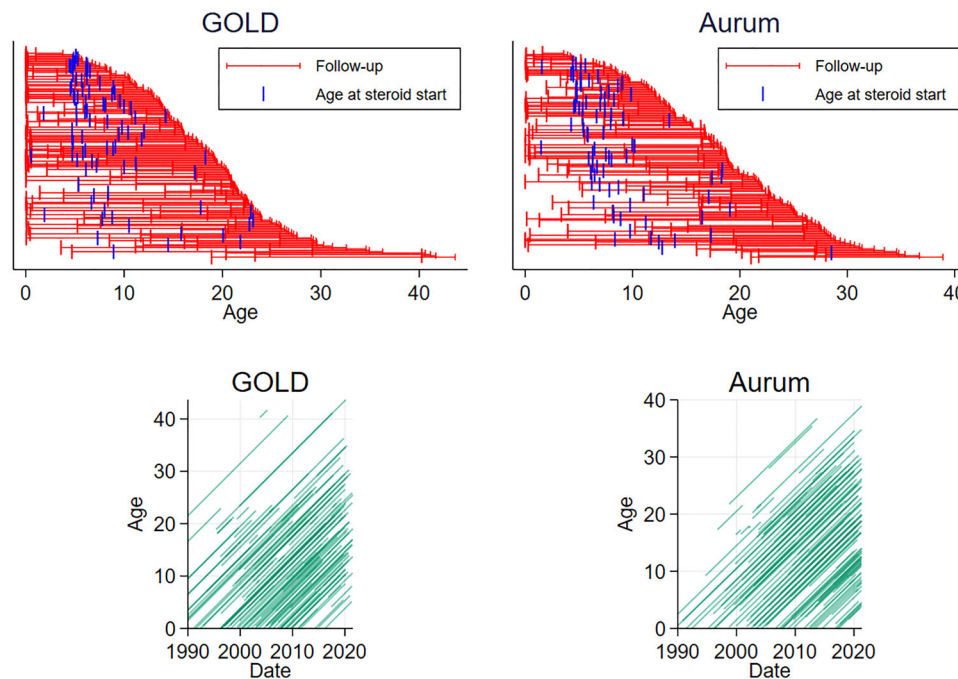 GOLD
Follow-up
Age at steroid start
0 10 20 30 40
Age
Aurum
Follow-up
Age at steroid start
0 10 20 30 40
Age
GOLD
40
30
20
10
0
Age
1990 2000 2010 2020
Date
Aurum
40
30
20
10
0
Age
1990 2000 2010 2020
Date